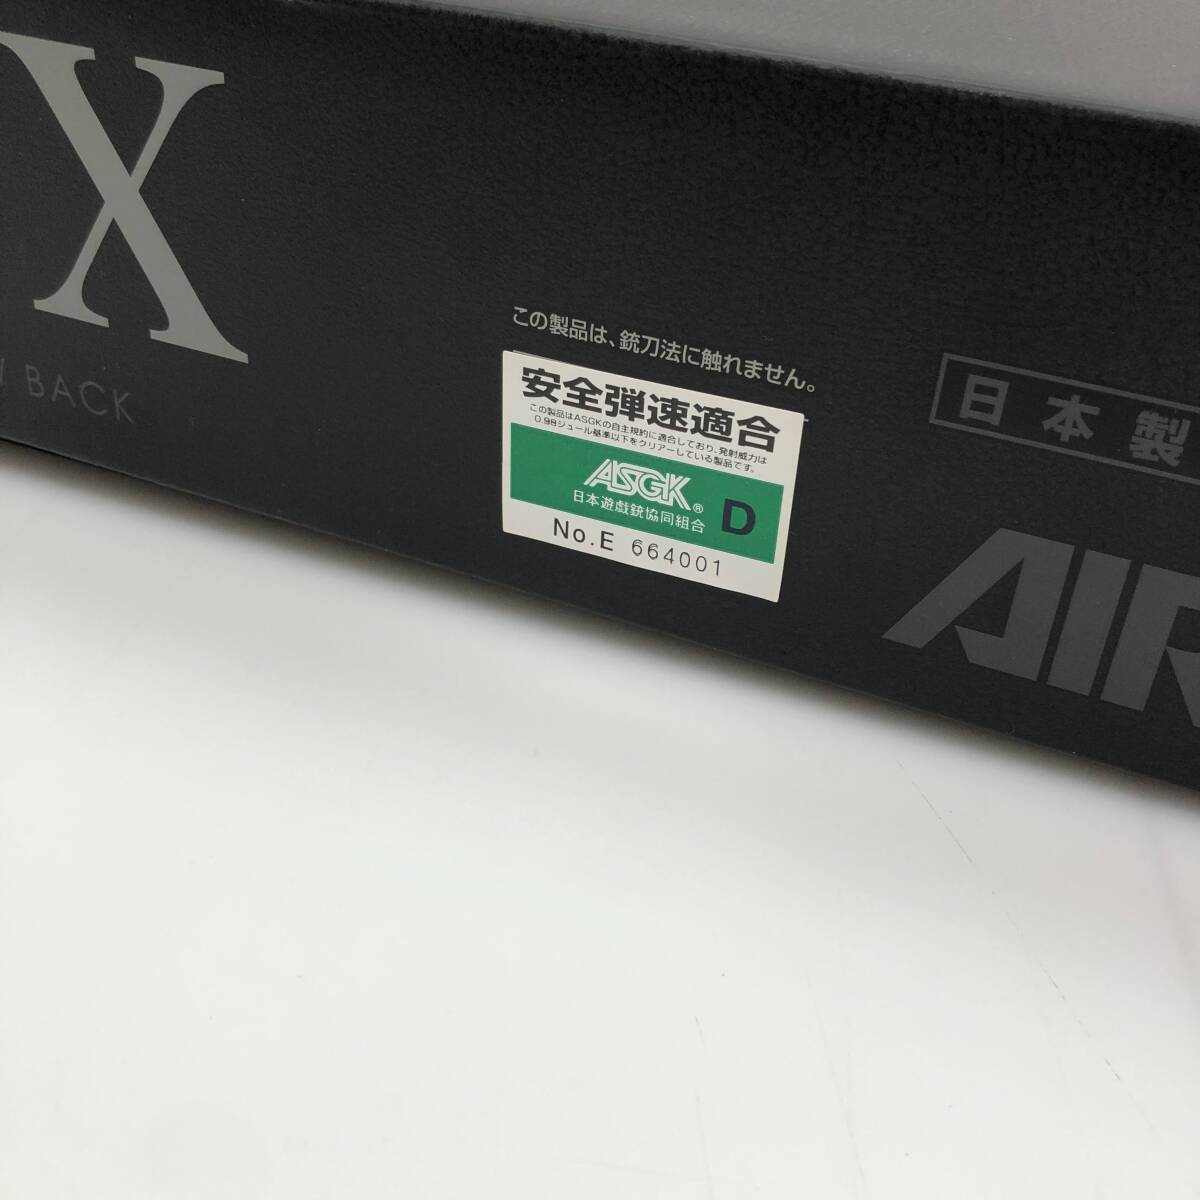 X
BACK
この製品は、銃刀法に触れません。
安全弾速適合
この製品はASGKの自主規約に適合しており、発射威力は
0.98ジュール基準以下をクリアーしている製品です。
ASGK®
日本遊戯銃協同組合
D
No.E 664001
日本製
AIR